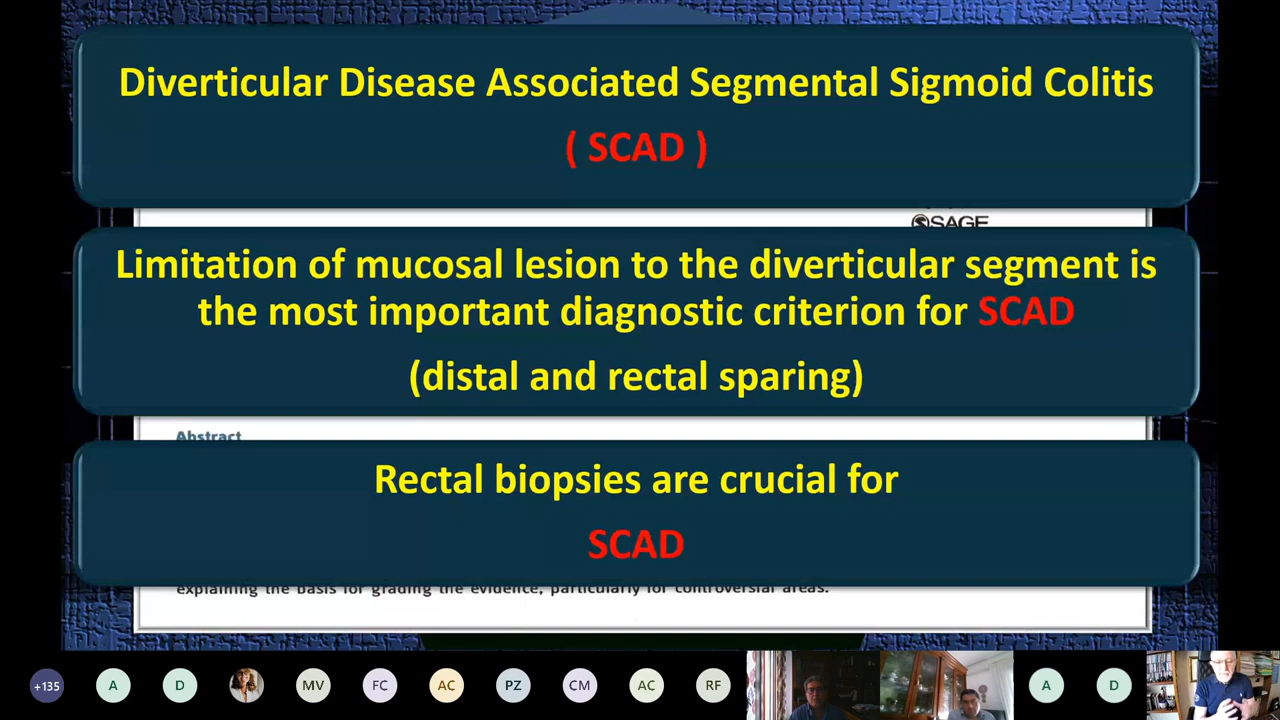 Diverticular Disease Associated Segmental Sigmoid Colitis
( SCAD )
SAGE
Limitation of mucosal lesion to the diverticular segment is
the most important diagnostic criterion for SCAD
(distal and rectal sparing)
Abstract
Rectal biopsies are crucial for
SCAD
explaining the basis for grading the evidence, particularly for controversial areas.
+135 A D MV FC AC PZ CM AC RF A D